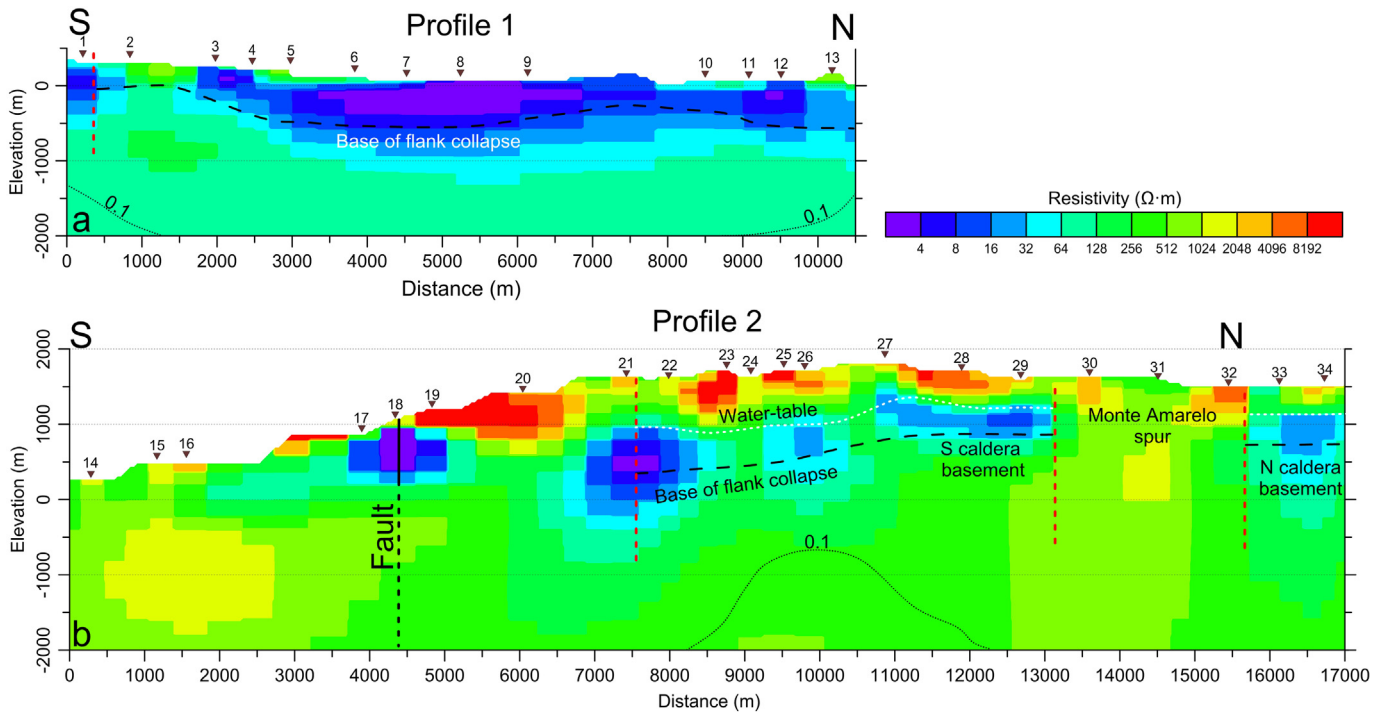 S
Profile 1
N
1 2 3 4 5 6 7 8 9 10 11 12 13
Elevation (m)
0
-1000
-2000
Base of flank collapse
0.1
0.1
a
0 1000 2000 3000 4000 5000 6000 7000 8000 9000 10000
Distance (m)
Resistivity (Ω·m)
4 8 16 32 64 128 256 512 1024 2048 4096 8192
S
Profile 2
N
14 15 16 17 18 19 20 21 22 23 24 25 26 27 28 29 30 31 32 33 34
Elevation (m)
2000
1000
0
-1000
-2000
Water-table
Monte Amarelo
spur
S caldera
basement
N caldera
basement
Base of flank collapse
Fault
0.1
b
0 1000 2000 3000 4000 5000 6000 7000 8000 9000 10000 11000 12000 13000 14000 15000 16000 17000
Distance (m)